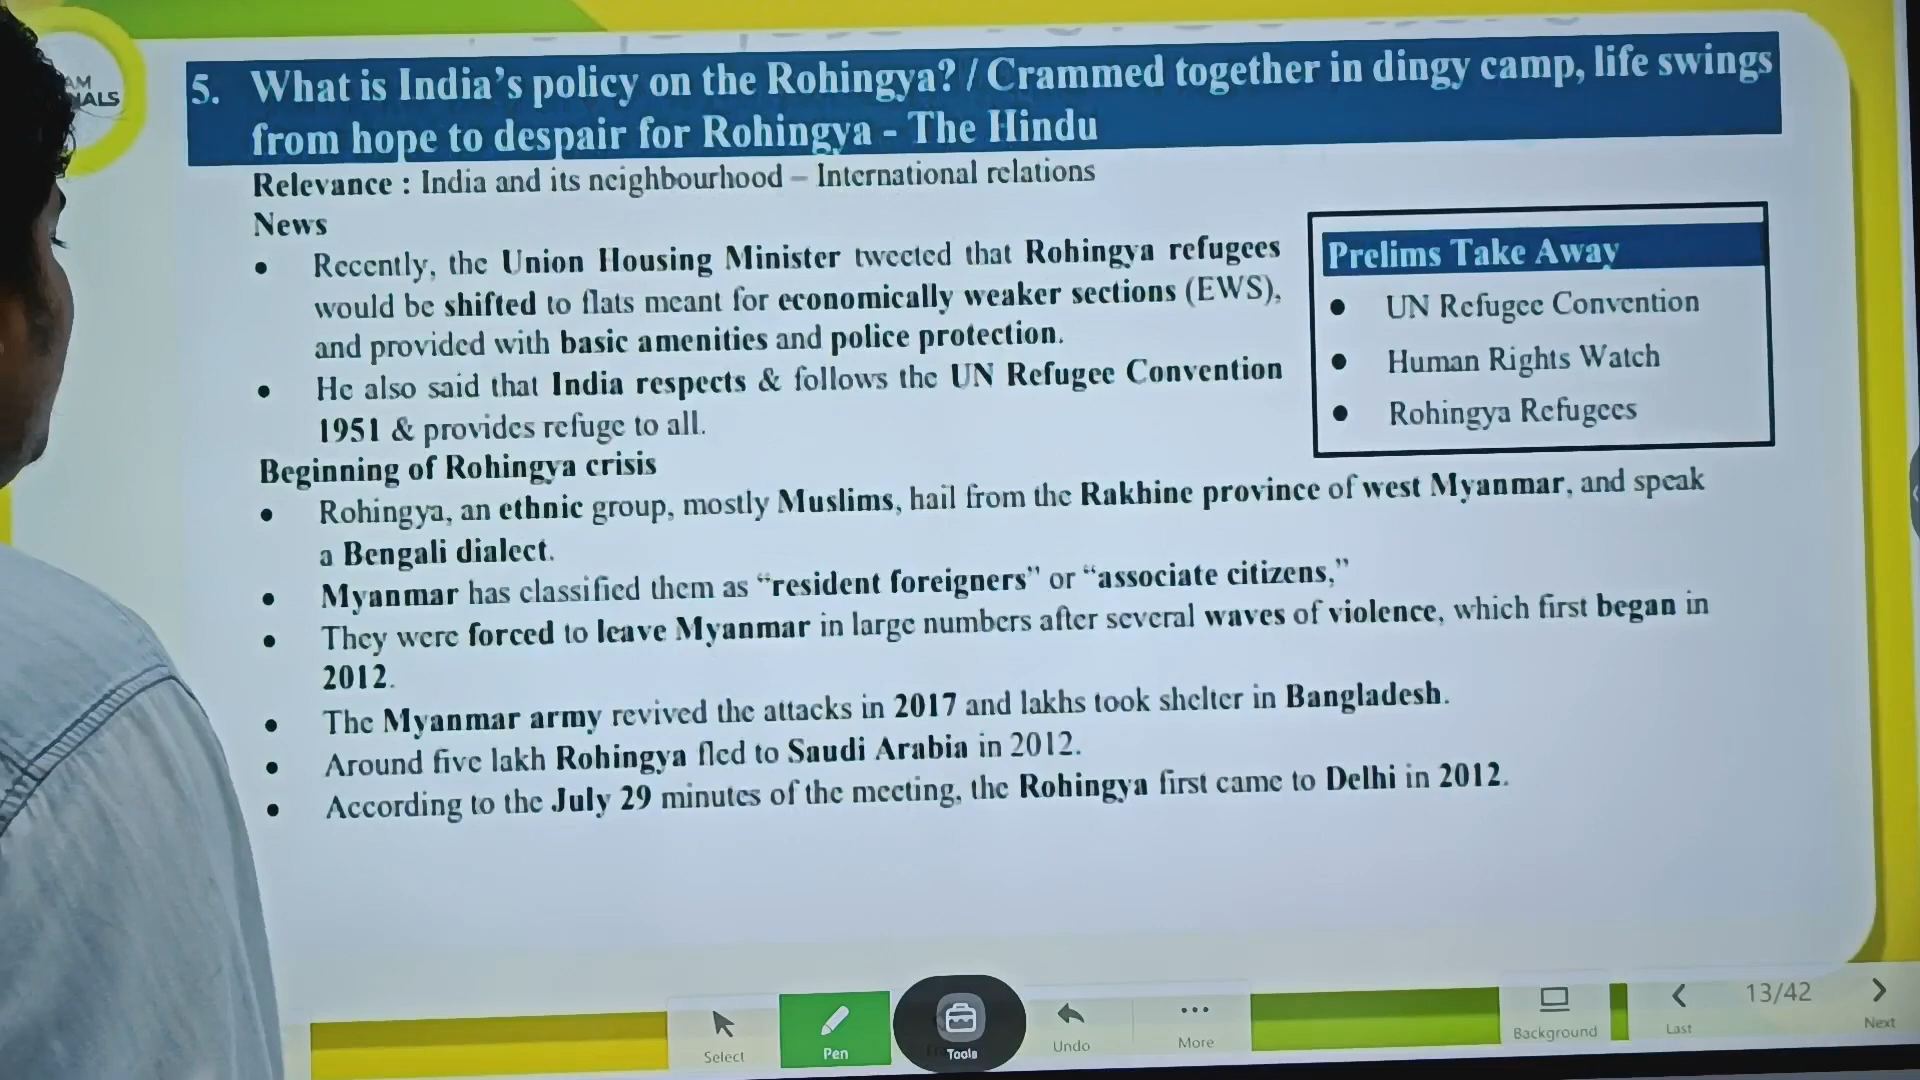 AM
NALS
5. What is India's policy on the Rohingya? / Crammed together in dingy camp, life swings
from hope to despair for Rohingya - The Hindu
Relevance : India and its neighbourhood – International relations
News
• Recently, the Union Housing Minister tweeted that Rohingya refugees
would be shifted to flats meant for economically weaker sections (EWS),
and provided with basic amenities and police protection.
• He also said that India respects & follows the UN Refugee Convention
1951 & provides refuge to all.
Prelims Take Away
• UN Refugee Convention
• Human Rights Watch
• Rohingya Refugees
Beginning of Rohingya crisis
• Rohingya, an ethnic group, mostly Muslims, hail from the Rakhine province of west Myanmar, and speak
a Bengali dialect.
• Myanmar has classified them as “resident foreigners” or “associate citizens,”
• They were forced to leave Myanmar in large numbers after several waves of violence, which first began in
2012.
• The Myanmar army revived the attacks in 2017 and lakhs took shelter in Bangladesh.
• Around five lakh Rohingya fled to Saudi Arabia in 2012.
• According to the July 29 minutes of the meeting, the Rohingya first came to Delhi in 2012.
Select
Pen
Tools
Undo
More
Background
Last
13/42
Next